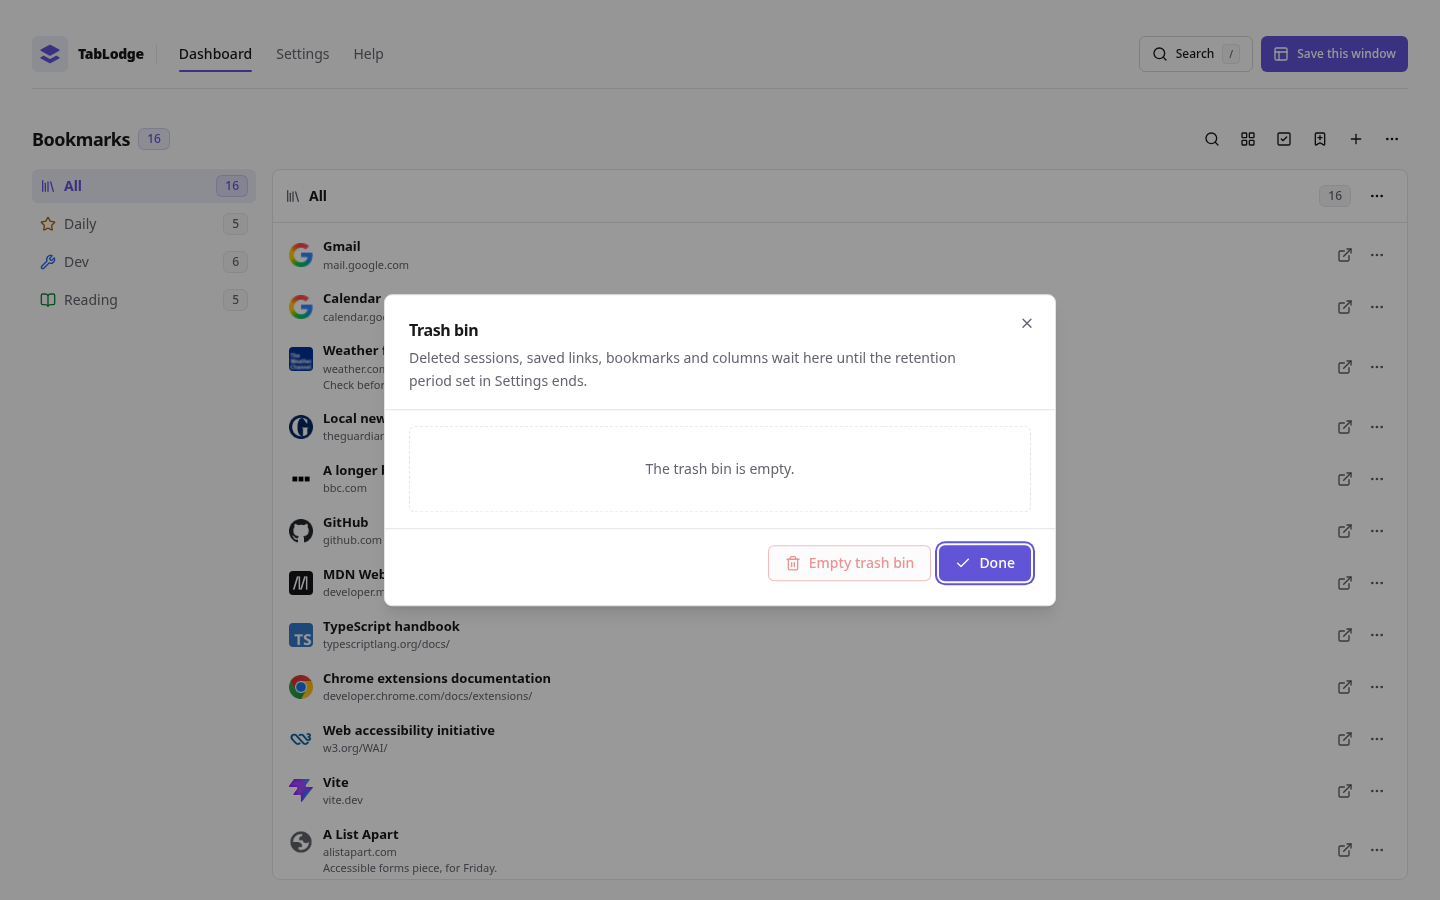 TabLodge
Dashboard
Settings
Help
Search /
Save this window
Bookmarks 16
All 16
Daily 5
Dev 6
Reading 5
All 16
Gmail
mail.google.com
Calendar
Weather
weather.com
Check before
Local
A longer
bbc.com
GitHub
github.com
MDN Web
TypeScript handbook
typescriptlang.org/docs/
Chrome extensions documentation
developer.chrome.com/docs/extensions/
Web accessibility initiative
w3.org/WAI/
Vite
vite.dev
A List Apart
alistapart.com
Accessible forms piece, for Friday.
Trash bin
Deleted sessions, saved links, bookmarks and columns wait here until the retention
period set in Settings ends.
The trash bin is empty.
Empty trash bin
Done